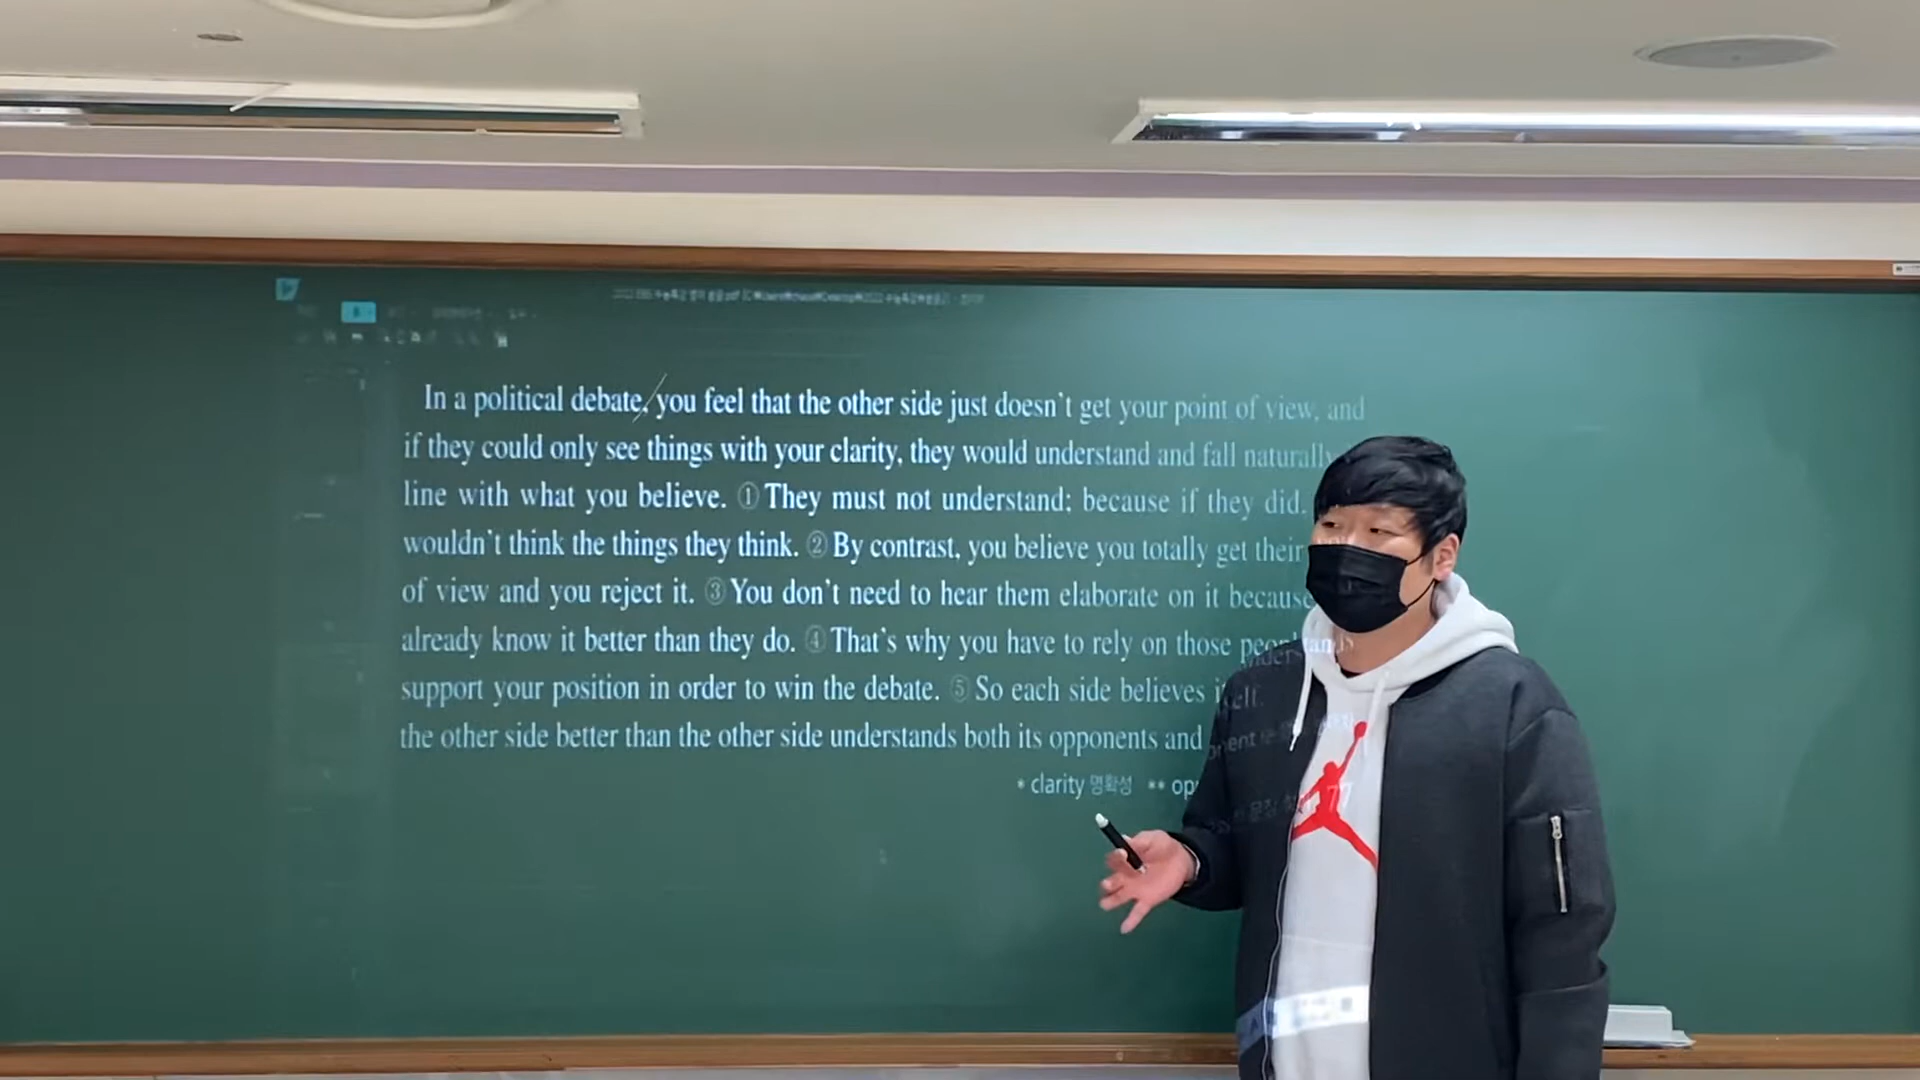 In a political debate, you feel that the other side just doesn't get your point of view, and
if they could only see things with your clarity, they would understand and fall naturally
line with what you believe. ① They must not understand; because if they did.
wouldn't think the things they think. ② By contrast, you believe you totally get their
of view and you reject it. ③ You don't need to hear them elaborate on it because
already know it better than they do. ④ That's why you have to rely on those
support your position in order to win the debate. ⑤ So each side believes
the other side better than the other side understands both its opponents and
* clarity 명확성 **